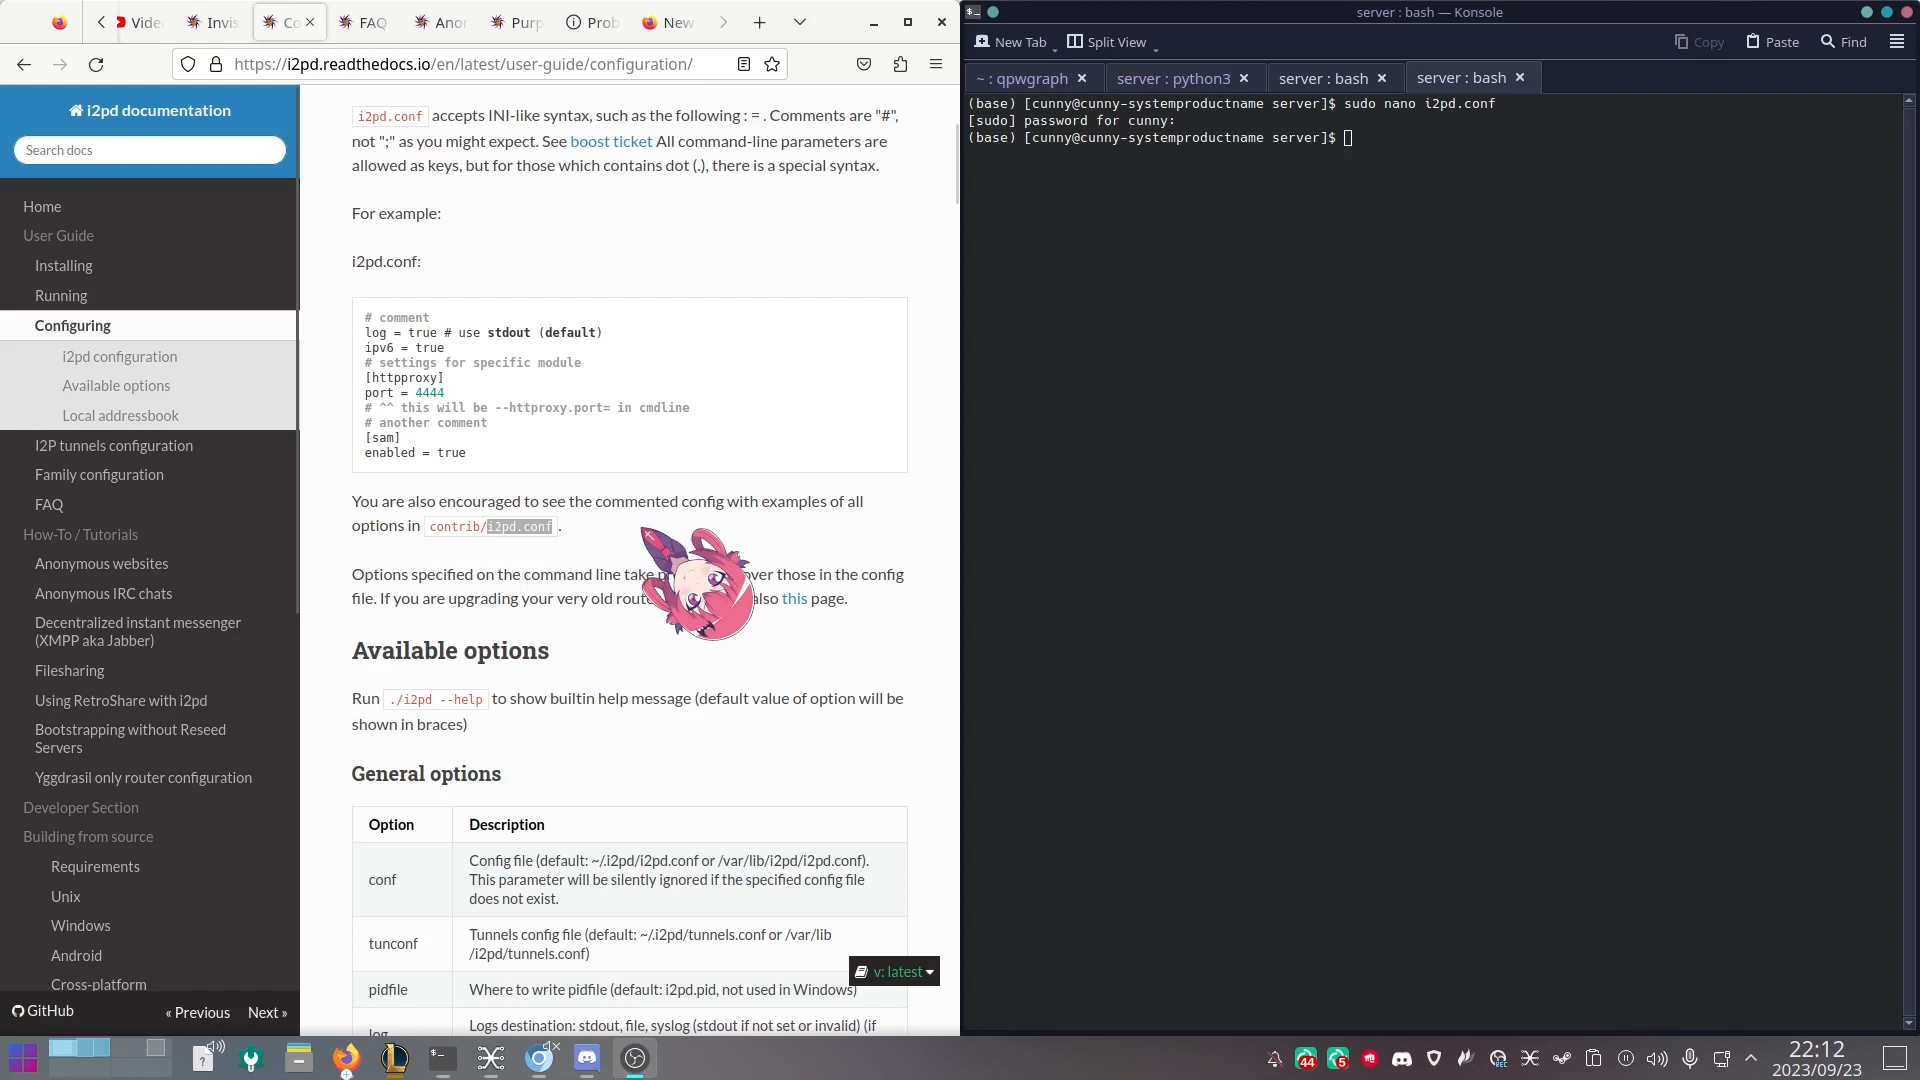 Vide
Invis
Co
FAQ
Anor
Purp
Prob
New
https://i2pd.readthedocs.io/en/latest/user-guide/configuration/
i2pd documentation
Search docs
Home
User Guide
Installing
Running
Configuring
i2pd configuration
Available options
Local addressbook
I2P tunnels configuration
Family configuration
FAQ
How-To / Tutorials
Anonymous websites
Anonymous IRC chats
Decentralized instant messenger
(XMPP aka Jabber)
Filesharing
Using RetroShare with i2pd
Bootstrapping without Reseed
Servers
Yggdrasil only router configuration
Developer Section
Building from source
Requirements
Unix
Windows
Android
Cross-platform
GitHub
« Previous
Next »
i2pd.conf accepts INI-like syntax, such as the following : = . Comments are "#",
not ";" as you might expect. See boost ticket All command-line parameters are
allowed as keys, but for those which contains dot (.), there is a special syntax.
For example:
i2pd.conf:
# comment
log = true # use stdout (default)
ipv6 = true
# settings for specific module
[httpproxy]
port = 4444
# ^^ this will be --httproxy.port= in cmdline
# another comment
[sam]
enabled = true
You are also encouraged to see the commented config with examples of all
options in contrib/i2pd.conf .
Options specified on the command line take over those in the config
file. If you are upgrading your very old also this page.
Available options
Run ./i2pd --help to show builtin help message (default value of option will be
shown in braces)
General options
Option Description
conf
Config file (default: ~/.i2pd/i2pd.conf or /var/lib/i2pd/i2pd.conf).
This parameter will be silently ignored if the specified config file
does not exist.
tunconf
Tunnels config file (default: ~/.i2pd/tunnels.conf or /var/lib
/i2pd/tunnels.conf)
pidfile Where to write pidfile (default: i2pd.pid, not used in Windows)
log Logs destination: stdout, file, syslog (stdout if not set or invalid) (if
v: latest
server : bash — Konsole
New Tab
Split View
Copy
Paste
Find
~ : qpwgraph
server : python3
server : bash
server : bash
(base) [cunny@cunny-systemproductname server]$ sudo nano i2pd.conf
[sudo] password for cunny:
(base) [cunny@cunny-systemproductname server]$
44
5
REC
22:12
2023/09/23